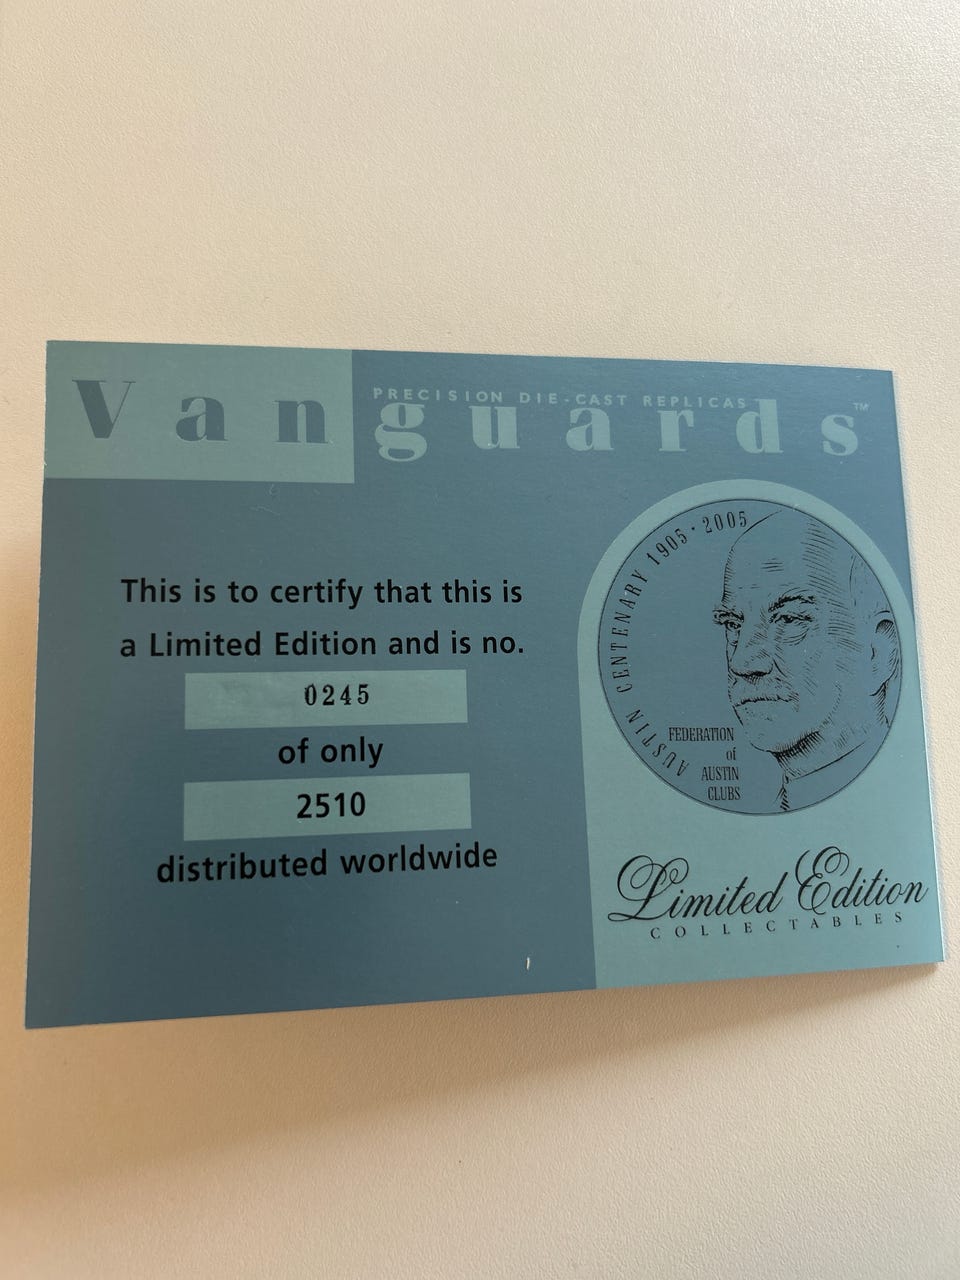 Vanguards™
PRECISION DIE-CAST REPLICAS
This is to certify that this is
a Limited Edition and is no.
0245
of only
2510
distributed worldwide
AUSTIN CENTENARY 1905 · 2005
FEDERATION
of
AUSTIN
CLUBS
Limited Edition
COLLECTABLES